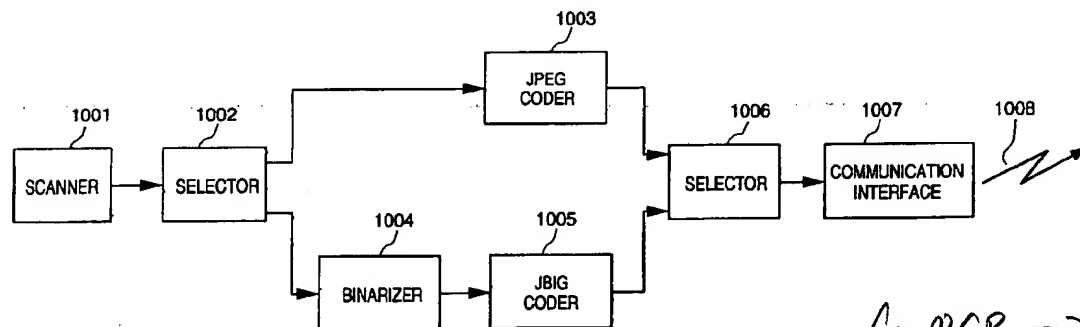 1003
JPEG
CODER
1001
1002
1006
1007
1008
SCANNER
SELECTOR
SELECTOR
COMMUNICATION
INTERFACE
1004
1005
BINARIZER
JBIG
CODER